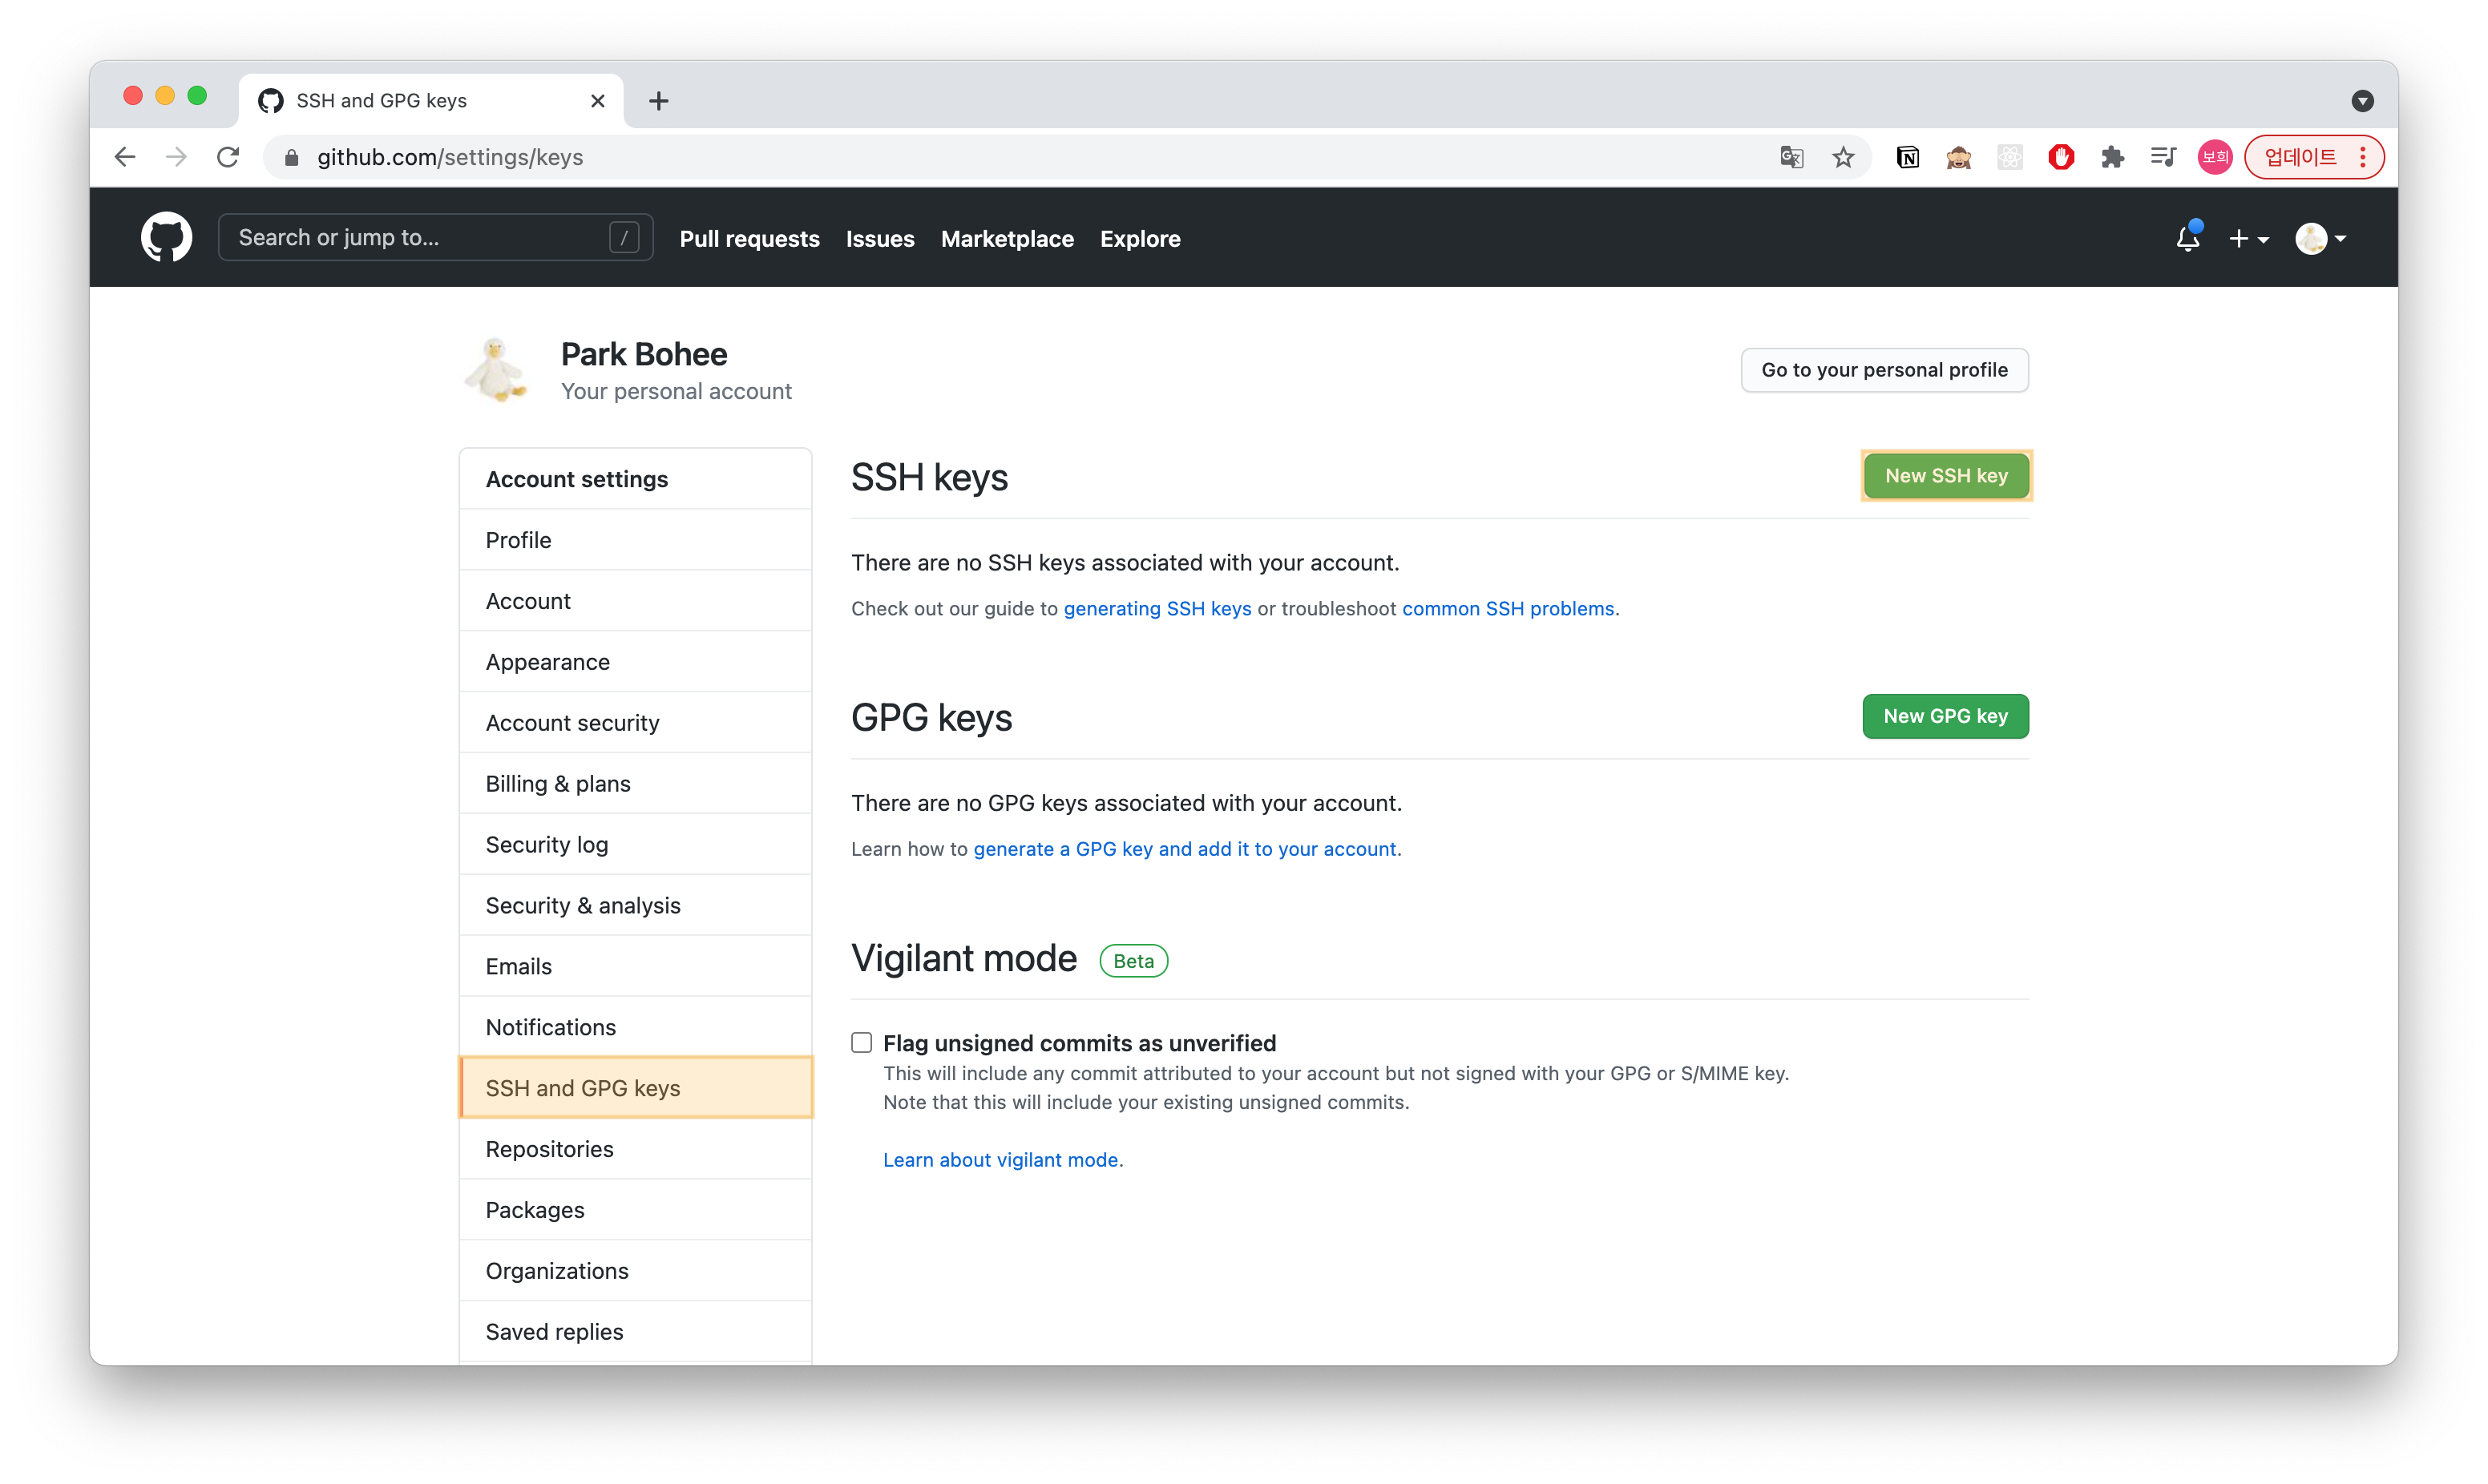 SSH and GPG keys
github.com/settings/keys
보희
업데이트
Search or jump to...
/
Pull requests
Issues
Marketplace
Explore
Park Bohee
Your personal account
Go to your personal profile
Account settings
Profile
Account
Appearance
Account security
Billing & plans
Security log
Security & analysis
Emails
Notifications
SSH and GPG keys
Repositories
Packages
Organizations
Saved replies
SSH keys
New SSH key
There are no SSH keys associated with your account.
Check out our guide to generating SSH keys or troubleshoot common SSH problems.
GPG keys
New GPG key
There are no GPG keys associated with your account.
Learn how to generate a GPG key and add it to your account.
Vigilant mode
Beta
Flag unsigned commits as unverified
This will include any commit attributed to your account but not signed with your GPG or S/MIME key.
Note that this will include your existing unsigned commits.
Learn about vigilant mode.